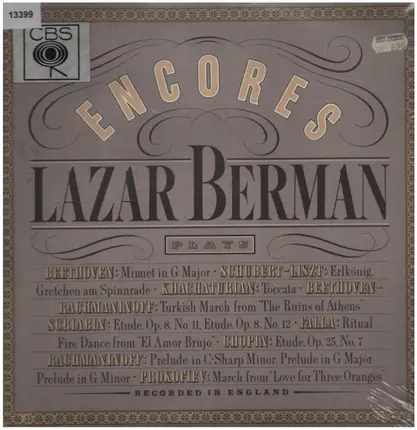 13399
CBS
ENCORES
LAZAR BERMAN
PLAYS
BEETHOVEN: Minuet in G Major · SCHUBERT-LISZT: Erlkönig,
Gretchen am Spinnrade · KHACHATURIAN: Toccata · BEETHOVEN-
RACHMANINOFF: Turkish March from "The Ruins of Athens"
SCRIABIN: Etude, Op. 8, No. 11, Etude, Op. 8, No. 12 · FALLA: Ritual
Fire Dance from "El Amor Brujo" · CHOPIN: Etude, Op. 25, No. 7
RACHMANINOFF: Prelude in C-Sharp Minor, Prelude in G Major
Prelude in G Minor · PROKOFIEV: March from "Love for Three Oranges"
RECORDED IN ENGLAND